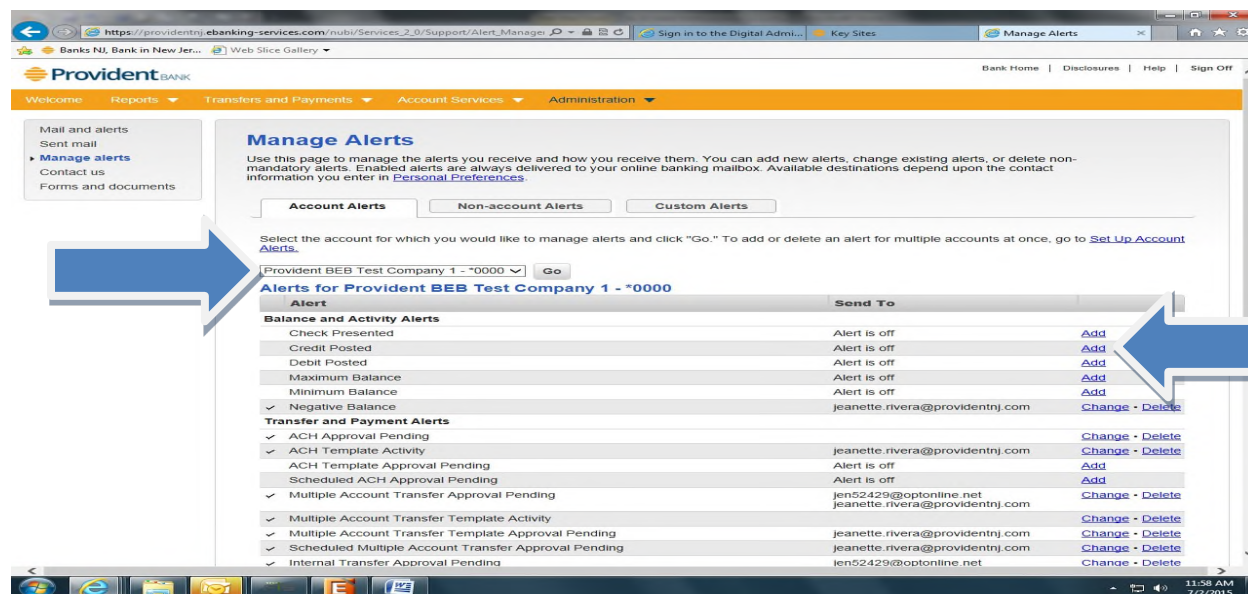 https://providentnj.ebanking-services.com/nubi/Services_2_0/Support/Alert_Manager
Sign in to the Digital Admi...
Key Sites
Manage Alerts
Banks NJ, Bank in New Jer...
Web Slice Gallery
Provident BANK
Bank Home | Disclosures | Help | Sign Off
Welcome Reports Transfers and Payments Account Services Administration
Mail and alerts
Sent mail
Manage alerts
Contact us
Forms and documents
Manage Alerts
Use this page to manage the alerts you receive and how you receive them. You can add new alerts, change existing alerts, or delete non-
mandatory alerts. Enabled alerts are always delivered to your online banking mailbox. Available destinations depend upon the contact
information you enter in Personal Preferences.
Account Alerts Non-account Alerts Custom Alerts
Select the account for which you would like to manage alerts and click "Go." To add or delete an alert for multiple accounts at once, go to Set Up Account
Alerts.
Provident BEB Test Company 1 - *0000 Go
Alerts for Provident BEB Test Company 1 - *0000
Alert Send To
Balance and Activity Alerts
Check Presented Alert is off Add
Credit Posted Alert is off Add
Debit Posted Alert is off Add
Maximum Balance Alert is off Add
Minimum Balance Alert is off Add
Negative Balance jeanette.rivera@providentnj.com Change • Delete
Transfer and Payment Alerts
ACH Approval Pending Change • Delete
ACH Template Activity jeanette.rivera@providentnj.com Change • Delete
ACH Template Approval Pending Alert is off Add
Scheduled ACH Approval Pending Alert is off Add
Multiple Account Transfer Approval Pending jen52429@optonline.net Change • Delete
jeanette.rivera@providentnj.com
Multiple Account Transfer Template Activity Change • Delete
Multiple Account Transfer Template Approval Pending jeanette.rivera@providentnj.com Change • Delete
Scheduled Multiple Account Transfer Approval Pending jeanette.rivera@providentnj.com Change • Delete
Internal Transfer Approval Pending jen52429@optonline.net Change • Delete
11:58 AM
7/2/2015